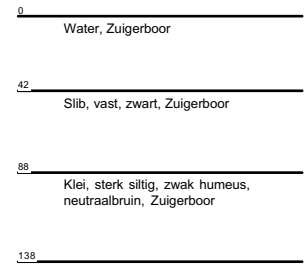 0
Water, Zuigerboor
42
Slib, vast, zwart, Zuigerboor
88
Klei, sterk siltig, zwak humeus,
neutraalbruin, Zuigerboor
138